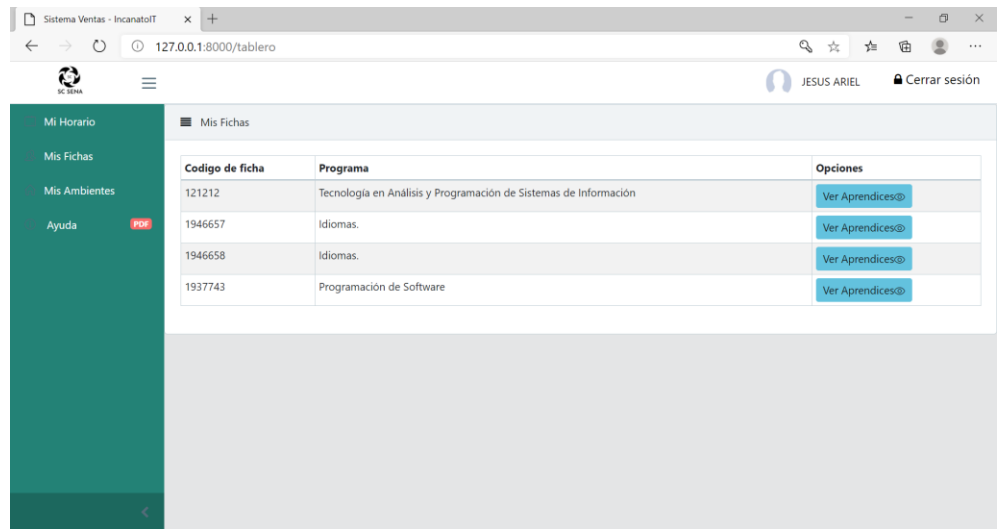 Sistema Ventas - IncanatoIT
127.0.0.1:8000/tablero
SC SENA
JESUS ARIEL
Cerrar sesión
Mi Horario
Mis Fichas
Mis Ambientes
Ayuda PDF
Mis Fichas
Codigo de ficha Programa Opciones
121212 Tecnología en Análisis y Programación de Sistemas de Información Ver Aprendices
1946657 Idiomas. Ver Aprendices
1946658 Idiomas. Ver Aprendices
1937743 Programación de Software Ver Aprendices